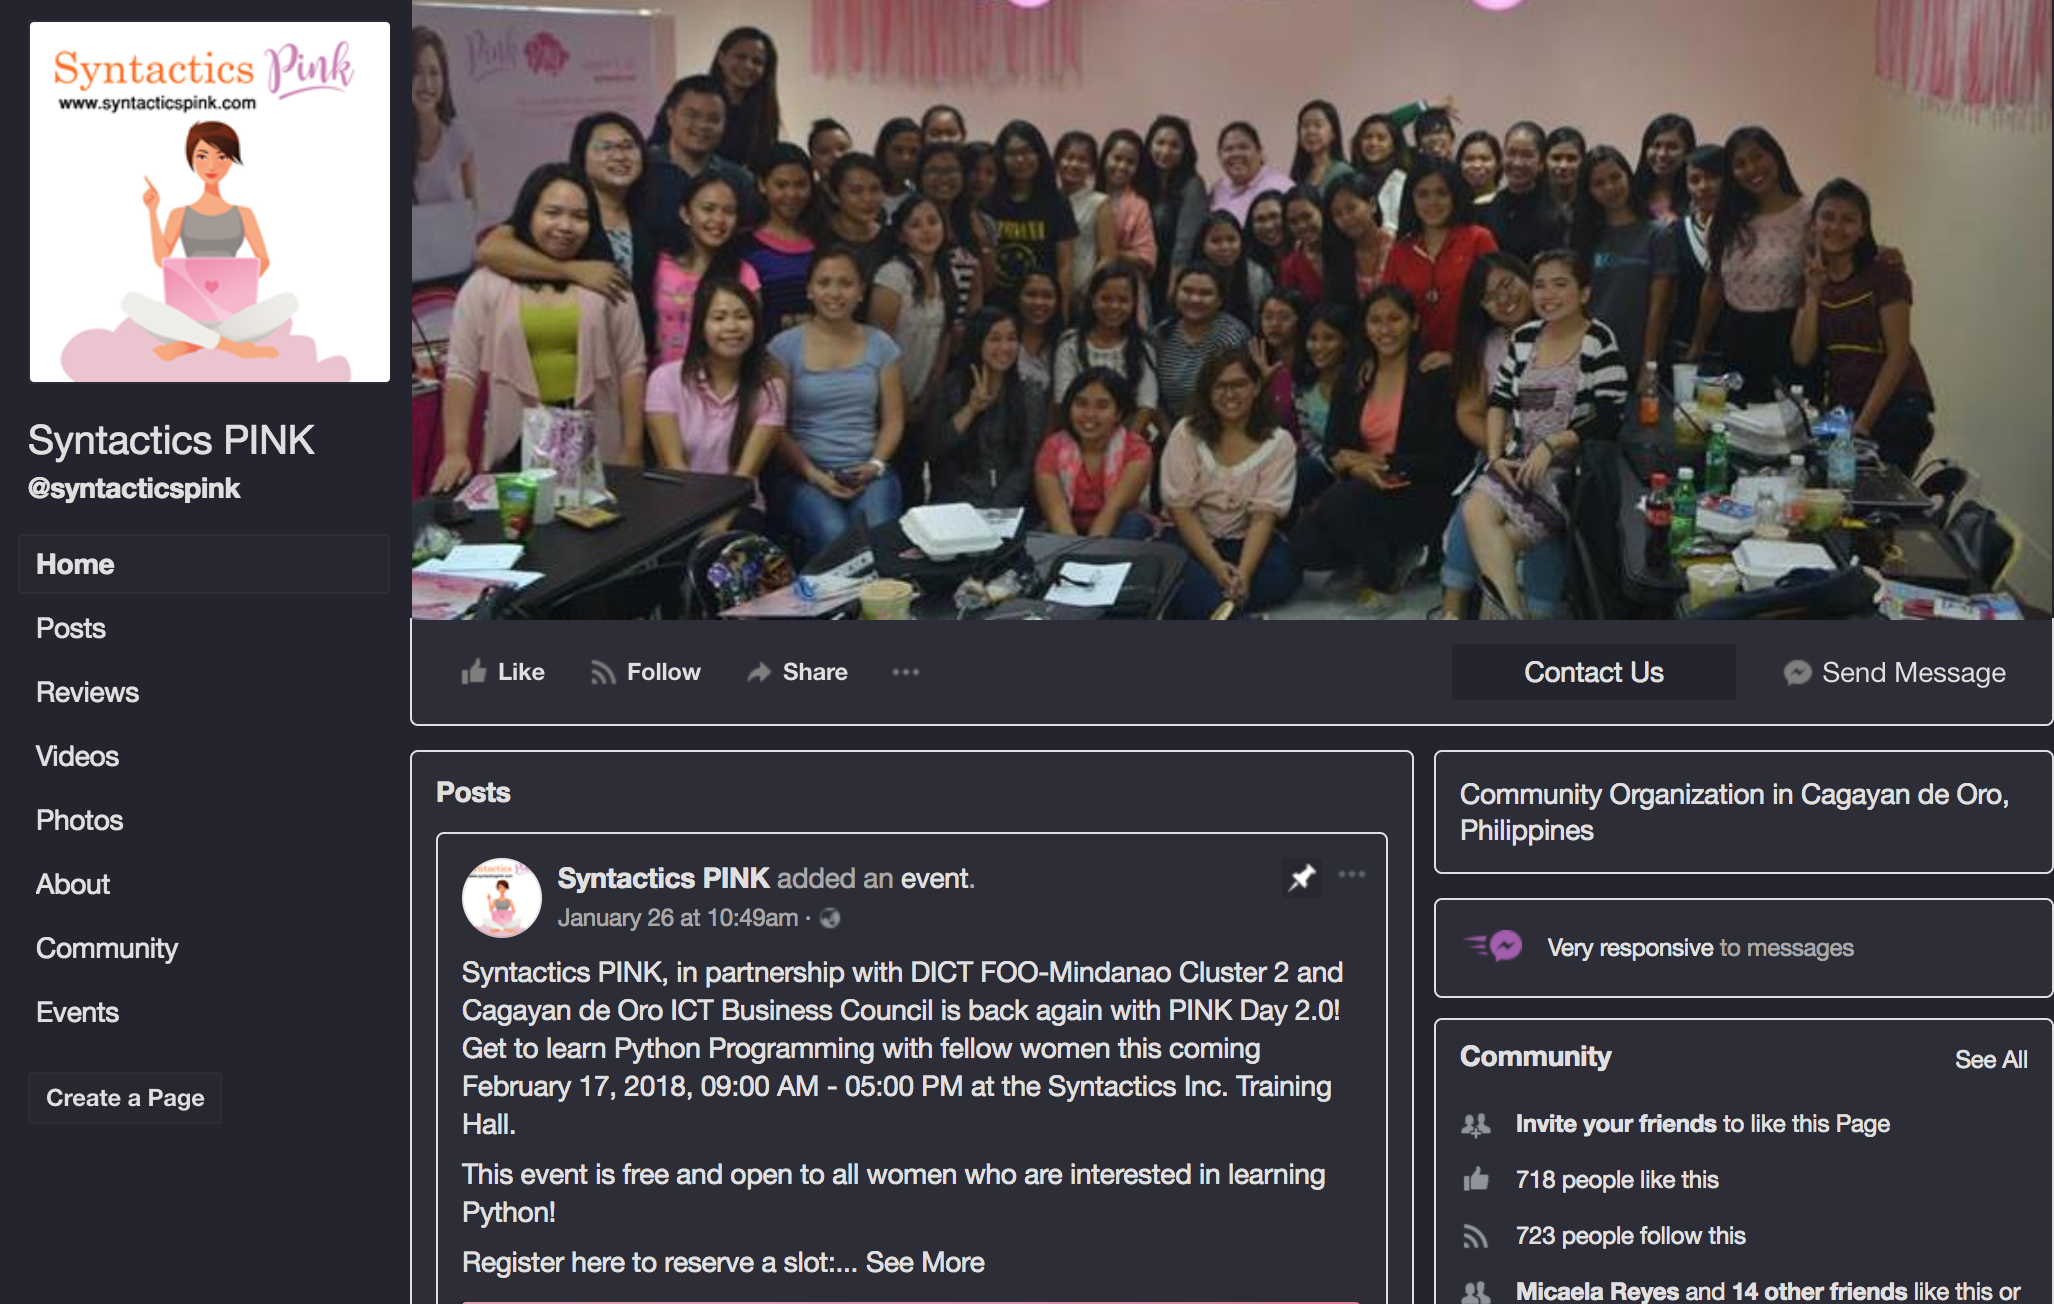 Syntactics Pink
www.syntacticspink.com
Syntactics PINK
@syntacticspink
Home
Posts
Reviews
Videos
Photos
About
Community
Events
Create a Page
Pink
Like
Follow
Share
Contact Us
Send Message
Posts
Syntactics PINK added an event.
January 26 at 10:49am ·
Syntactics PINK, in partnership with DICT FOO-Mindanao Cluster 2 and
Cagayan de Oro ICT Business Council is back again with PINK Day 2.0!
Get to learn Python Programming with fellow women this coming
February 17, 2018, 09:00 AM - 05:00 PM at the Syntactics Inc. Training
Hall.
This event is free and open to all women who are interested in learning
Python!
Register here to reserve a slot:... See More
Community Organization in Cagayan de Oro,
Philippines
Very responsive to messages
Community
See All
Invite your friends to like this Page
718 people like this
723 people follow this
Micaela Reyes and 14 other friends like this or